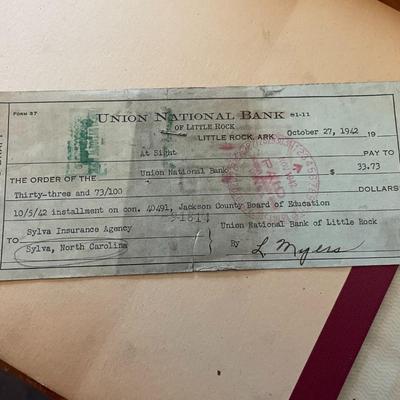 FORM 37
UNION NATIONAL BANK 81-11
OF LITTLE ROCK
LITTLE ROCK, ARK. October 27, 1942 19
At Sight PAY TO
THE ORDER OF THE Union National Bank $ 33.73
Thirty-three and 73/100 DOLLARS
10/5/42 installment on con. 40491, Jackson County Board of Education
Sylva Insurance Agency Union National Bank of Little Rock
TO
Sylva, North Carolina By L Myers